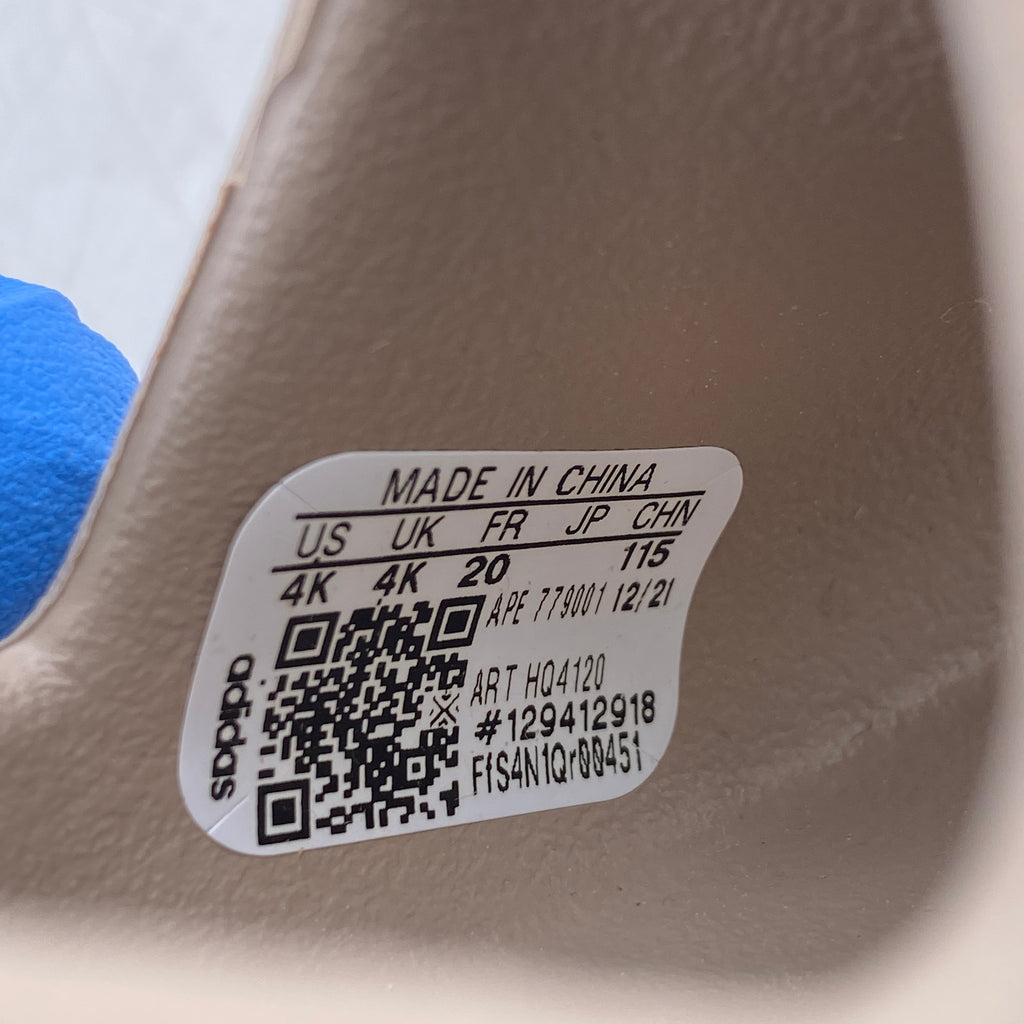 MADE IN CHINA
US UK FR JP CHN
4K 4K 20 115
APE 779001 12/21
ART HQ4120
#129412918
FfS4N1Qr00451
adidas